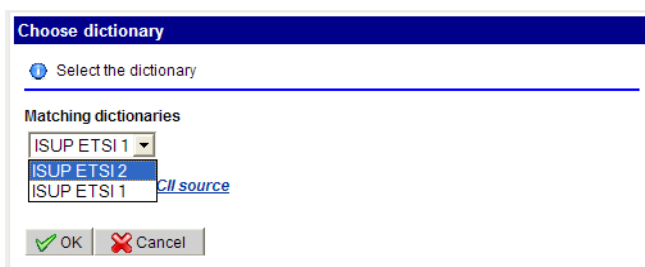 Choose dictionary
Select the dictionary
Matching dictionaries
ISUP ETSI 1
ISUP ETSI 2
ISUP ETSI 1
CII source
OK Cancel